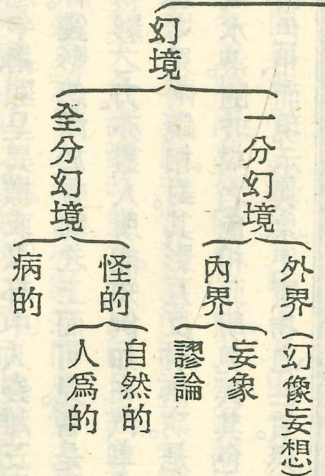 幻境
一分幻境
外界（幻像妄想）
內界
妄象
謬論
全分幻境
怪的
自然的
人爲的
病的